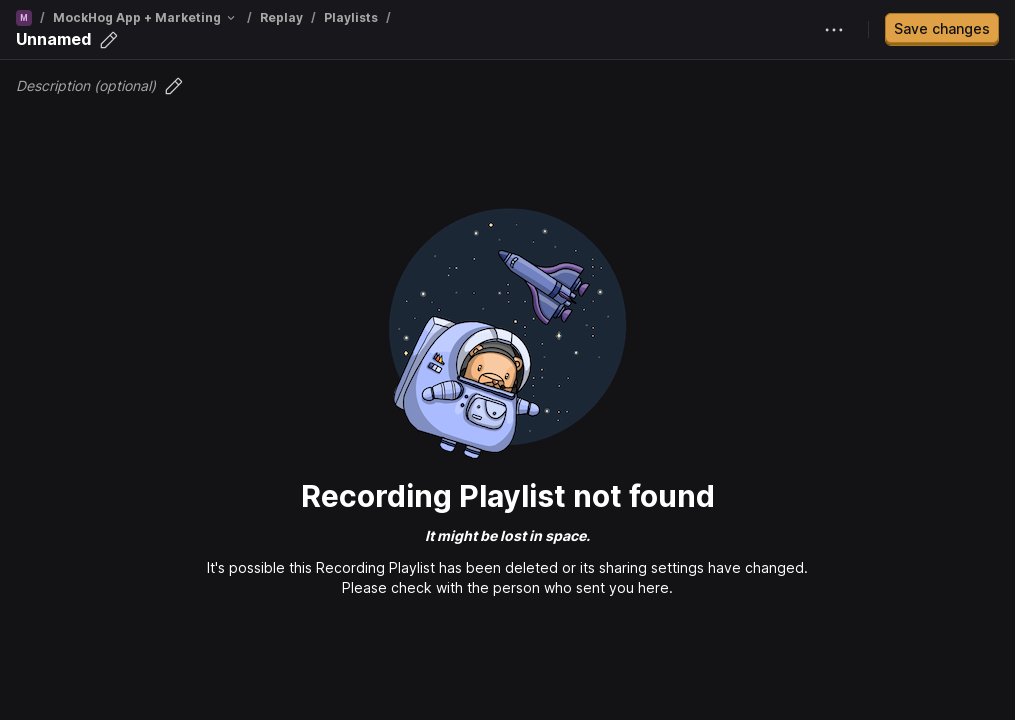 M / MockHog App + Marketing / Replay / Playlists /
Unnamed
Save changes
Description (optional)
Recording Playlist not found
It might be lost in space.
It's possible this Recording Playlist has been deleted or its sharing settings have changed.
Please check with the person who sent you here.